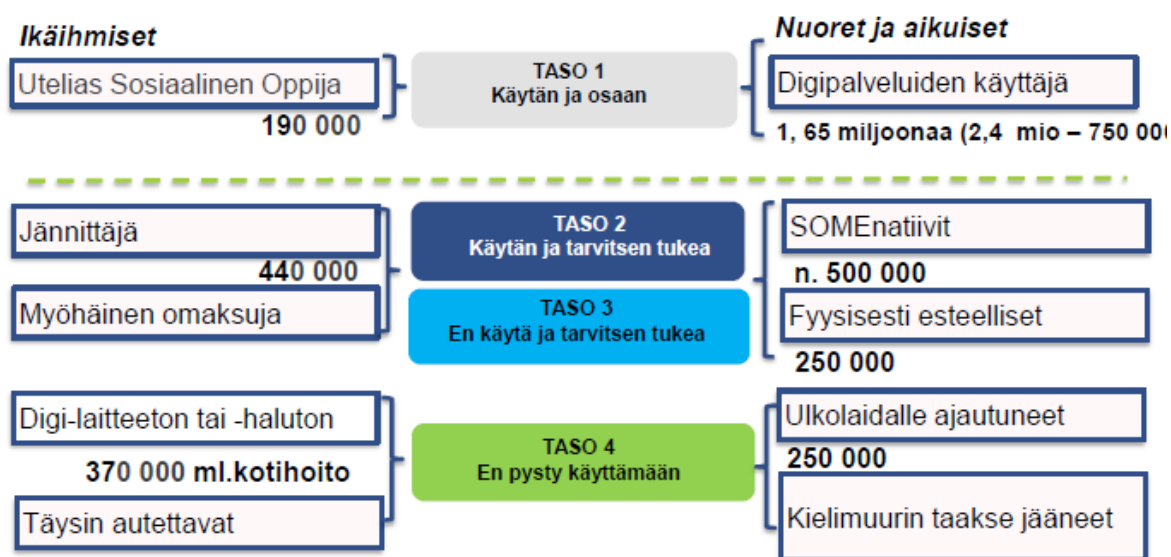 Ikäihmiset
Nuoret ja aikuiset
Utelias Sosiaalinen Oppija
190 000
TASO 1
Käytän ja osaan
Digipalveluiden käyttäjä
1, 65 miljoonaa (2,4 mio – 750 000
Jännittäjä
440 000
Myöhäinen omaksuja
TASO 2
Käytän ja tarvitsen tukea
TASO 3
En käytä ja tarvitsen tukea
SOMEnatiivit
n. 500 000
Fyysisesti esteelliset
250 000
Digi-laitteeton tai -haluton
370 000 ml.kotihoito
Täysin autettavat
TASO 4
En pysty käyttämään
Ulkolaidalle ajautuneet
250 000
Kielimuurin taakse jääneet